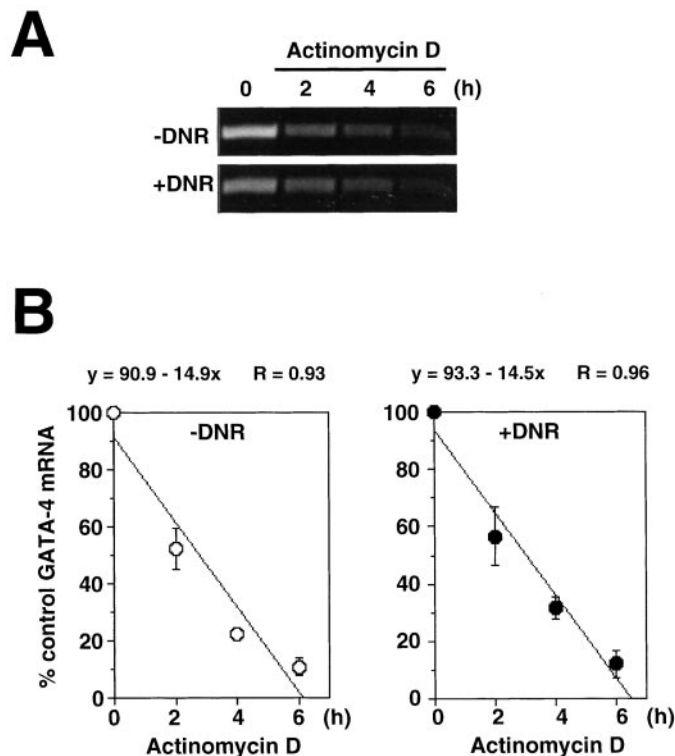 A
Actinomycin D
0 2 4 6 (h)
-DNR
+DNR
B
y = 90.9 - 14.9x R = 0.93
y = 93.3 - 14.5x R = 0.96
% control GATA-4 mRNA
100
80
60
40
20
0
-DNR
0 2 4 6 (h)
Actinomycin D
100
80
60
40
20
0
+DNR
0 2 4 6 (h)
Actinomycin D